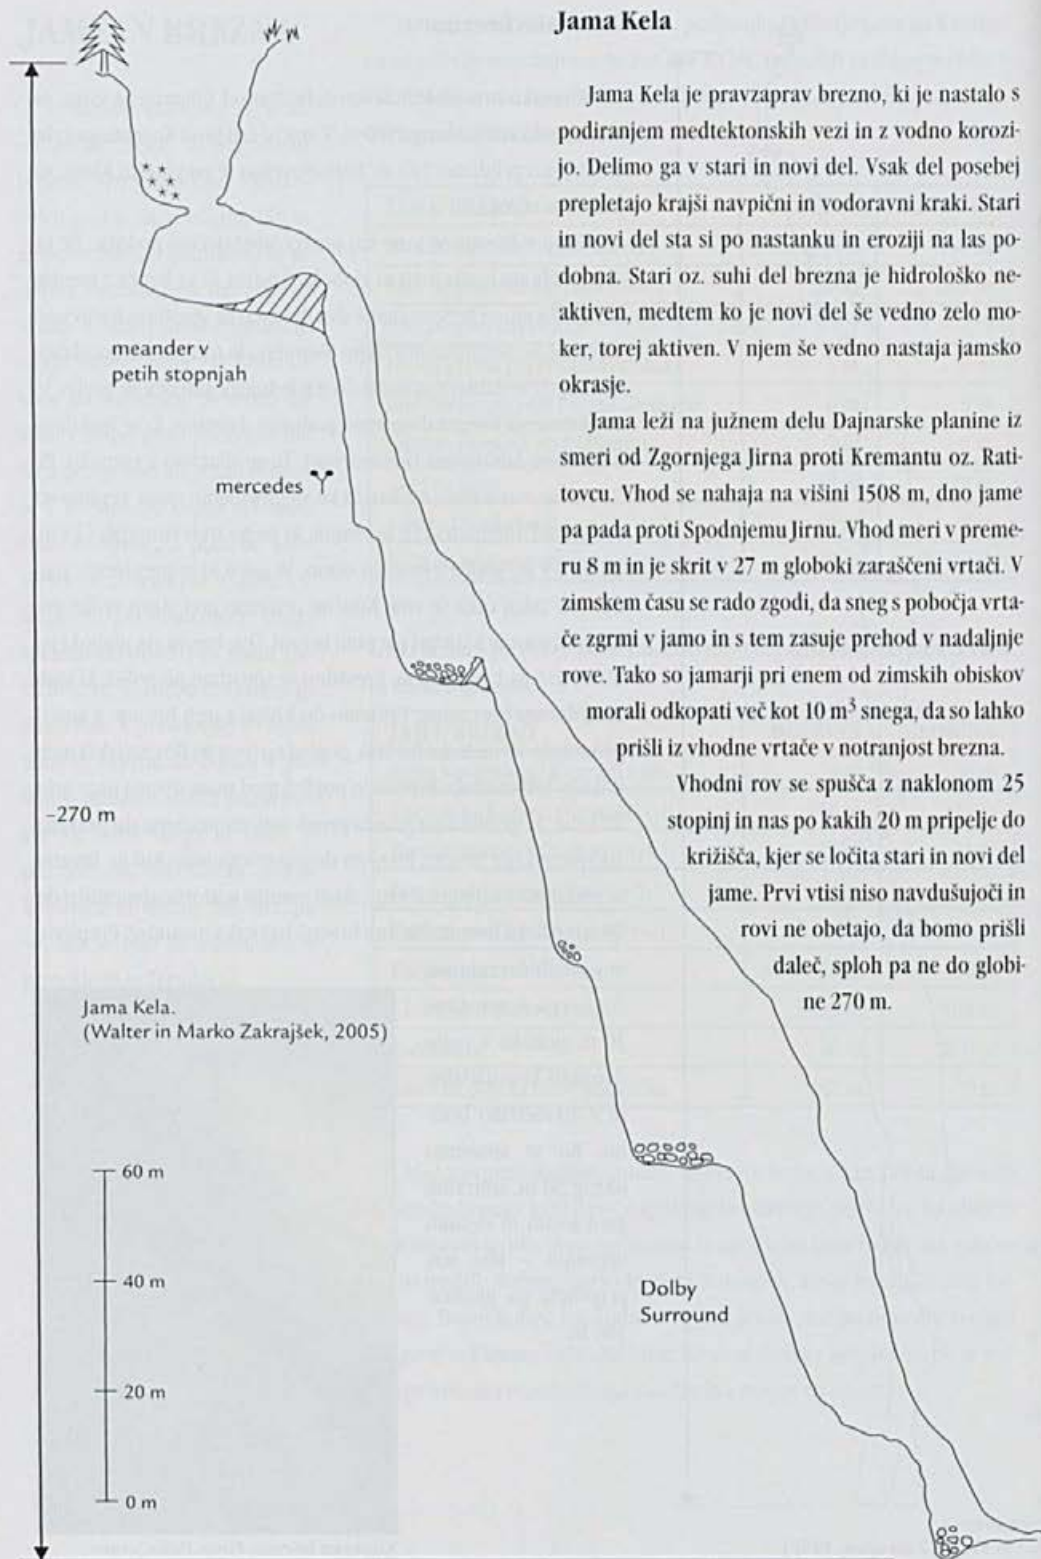 Jama Kela
Jama Kela je pravzaprav brezno, ki je nastalo s
podiranjem medtektonskih vezi in z vodno korozi-
jo. Delimo ga v stari in novi del. Vsak del posebej
prepletajo krajši navpični in vodoravni kraki. Stari
in novi del sta si po nastanku in eroziji na las po-
dobna. Stari oz. suhi del brezna je hidrološko ne-
aktiven, medtem ko je novi del še vedno zelo mo-
ker, torej aktiven. V njem še vedno nastaja jamsko
okrasje.
Jama leži na južnem delu Dajnarske planine iz
smeri od Zgornjega Jirna proti Kremantu oz. Rati-
tovcu. Vhod se nahaja na višini 1508 m, dno jame
pa pada proti Spodnjemu Jirnu. Vhod meri v preme-
ru 8 m in je skrit v 27 m globoki zaraščeni vrtači. V
zimskem času se rado zgodi, da sneg s pobočja vrta-
če zgrmi v jamo in s tem zasuje prehod v nadaljnje
rove. Tako so jamarji pri enem od zimskih obiskov
morali odkopati več kot 10 m³ snega, da so lahko
prišli iz vhodne vrtače v notranjost brezna.
Vhodni rov se spušča z naklonom 25
stopinj in nas po kakih 20 m pripelje do
križišča, kjer se ločita stari in novi del
jame. Prvi vtisi niso navdušujoči in
rovi ne obetajo, da bomo prišli
daleč, sploh pa ne do globi-
ne 270 m.
meander v
petih stopnjah
mercedes
–270 m
Jama Kela.
(Walter in Marko Zakrajšek, 2005)
60 m
40 m
20 m
0 m
Dolby
Surround